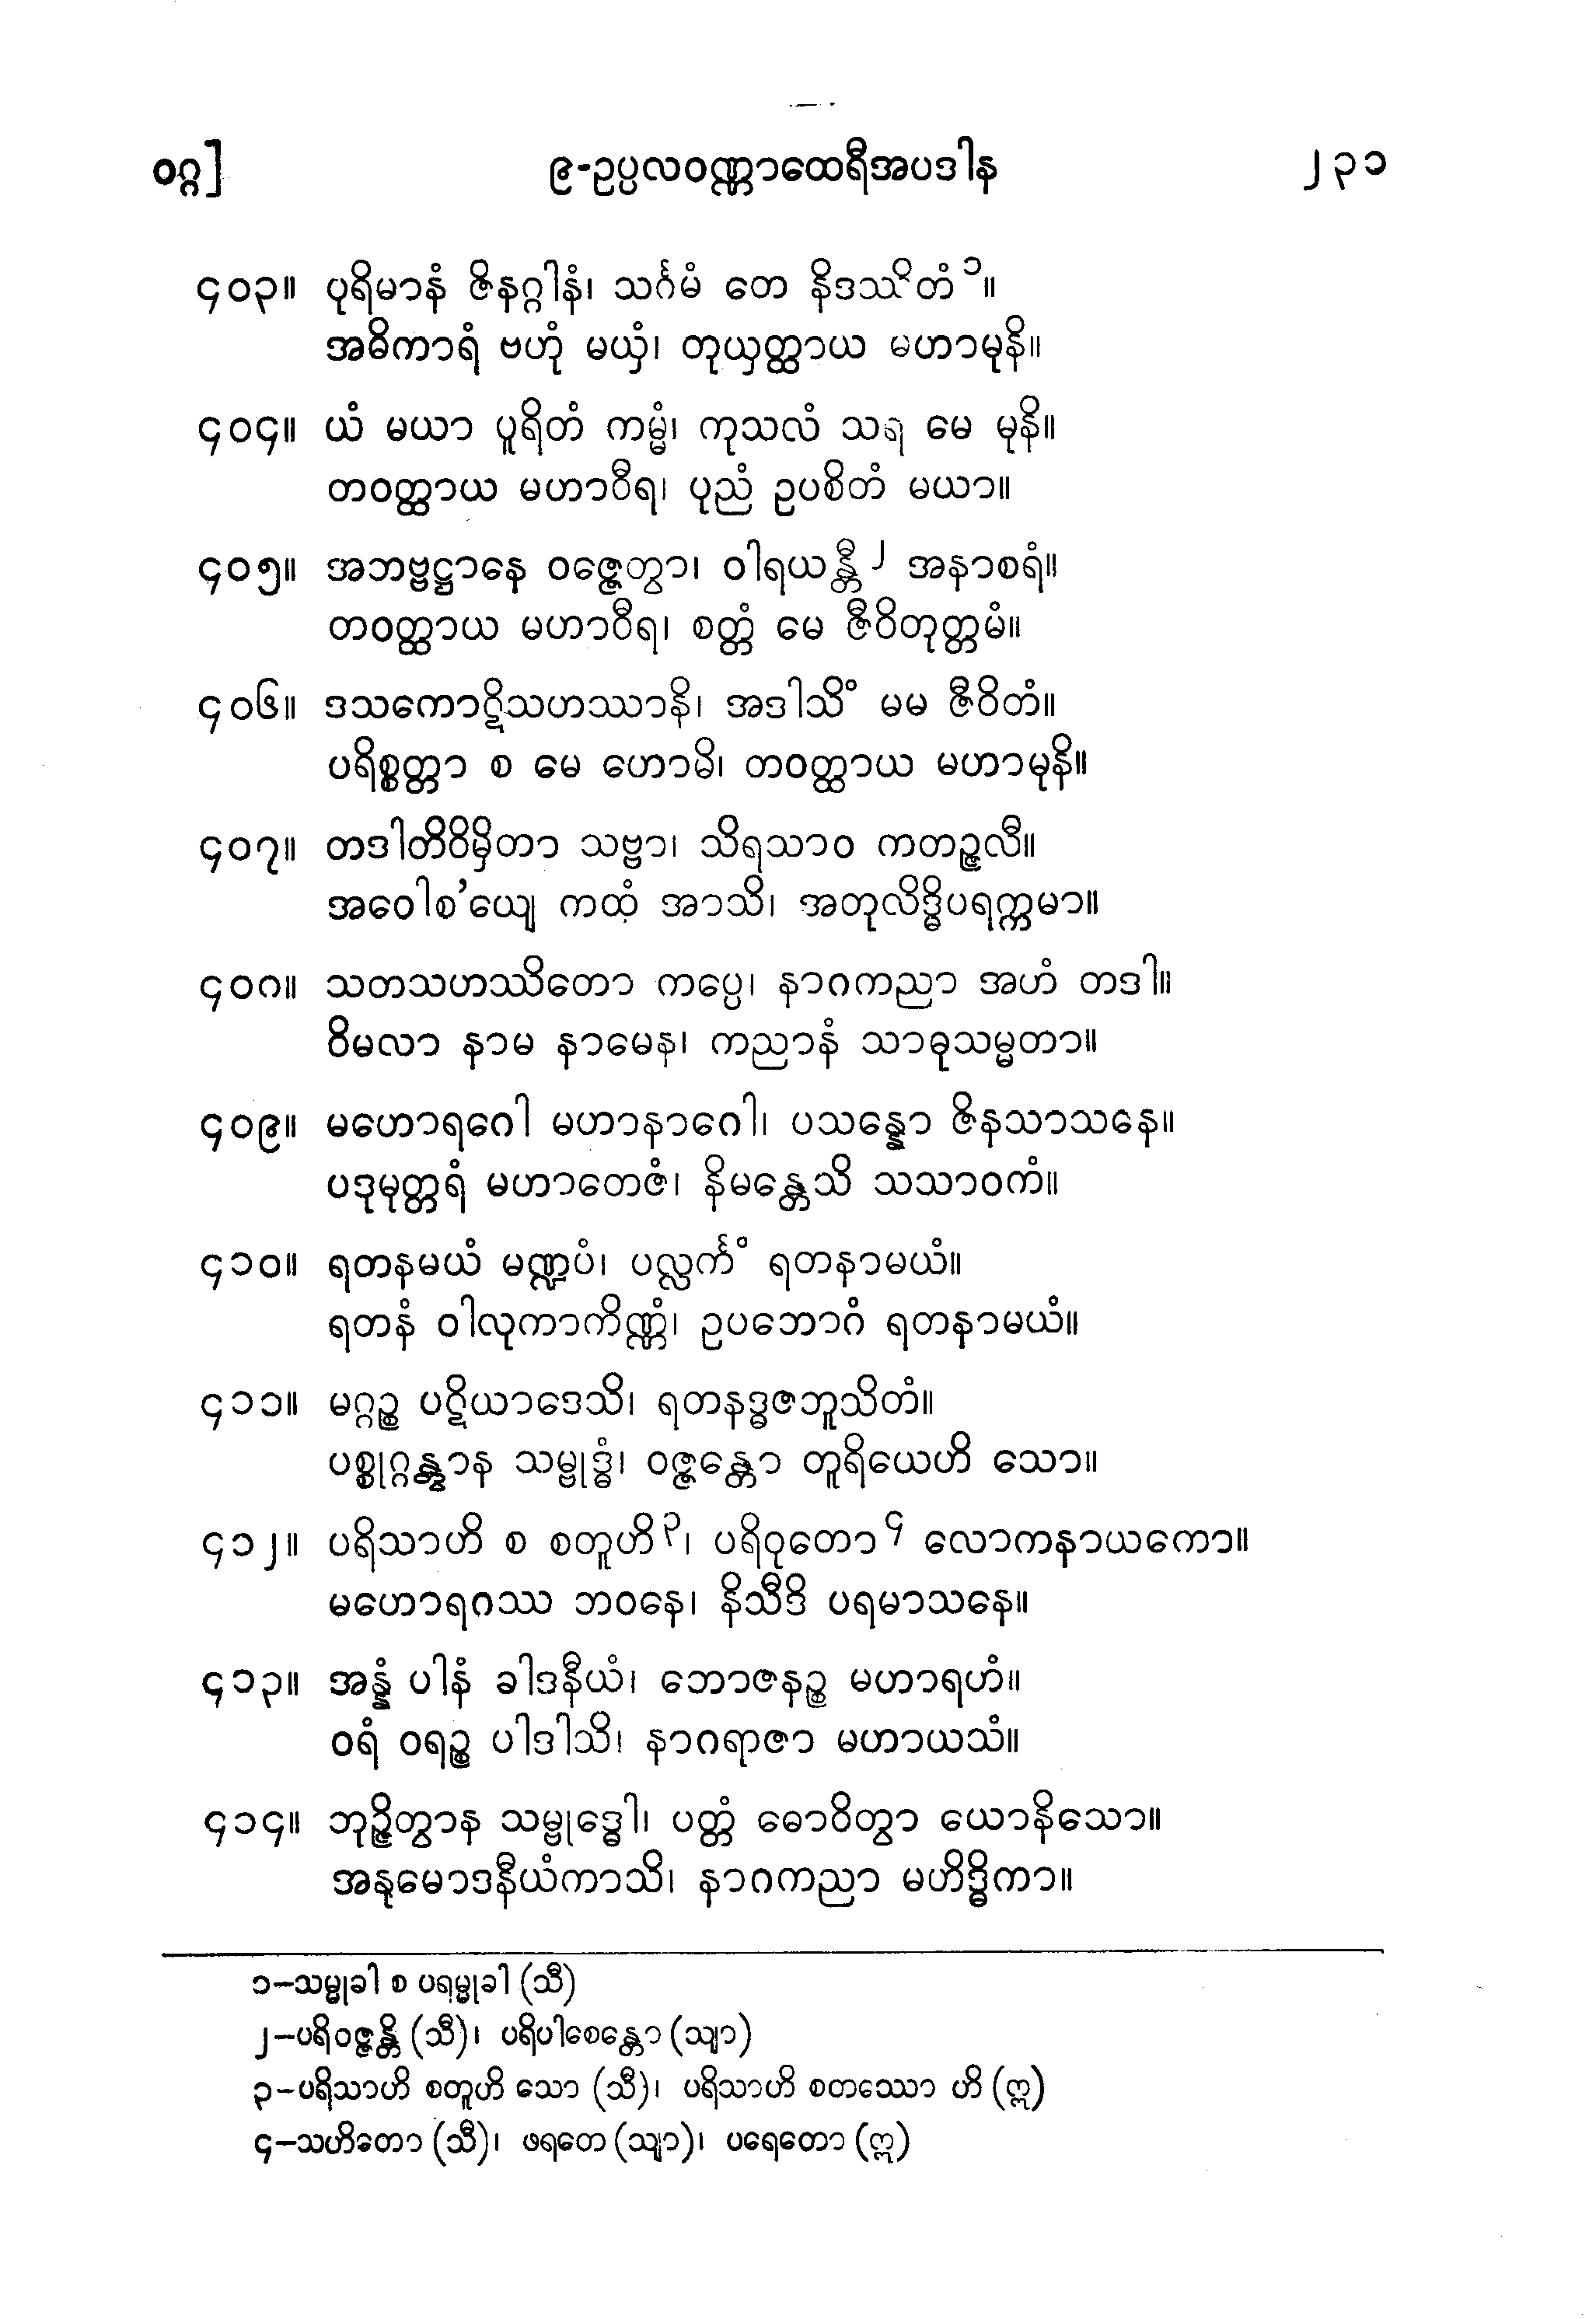 ဝဂ္ဂ] ၉-ဥပ္ပလဝဏ္ဏာထေရီအပဒါန ၂၃၁
၄၀၃။ ပုရိမာနံ ဇိနဂ္ဂါနံ၊ သင်္ဂမံ တေ နိဒဿိတံ၁။
အဓိကာရံ ဗဟုံ မယှံ၊ တုယှတ္ထာယ မဟာမုနိ။
၄၀၄။ ယံ မယာ ပူရိတံ ကမ္မံ၊ ကုသလံ သရ မေ မုနိ။
တဝတ္ထာယ မဟာဝီရ၊ ပုညံ ဥပစိတံ မယာ။
၄၀၅။ အဘဗ္ဗဋ္ဌာနေ ဝဇ္ဇေတွာ၊ ဝါရယန္တီ၂ အနာစရံ။
တဝတ္ထာယ မဟာဝီရ၊ စတ္တံ မေ ဇီဝိတုတ္တမံ။
၄၀၆။ ဒသကောဋိသဟဿာနိ၊ အဒါသိံ မမ ဇီဝိတံ။
ပရိစ္စတ္တာ စ မေ ဟောမိ၊ တဝတ္ထာယ မဟာမုနိ။
၄၀၇။ တဒါတိဝိမှိတာ သဗ္ဗာ၊ သိရသာဝ ကတဉ္ဇလီ။
အဝေါစ'ယျေ ကထံ အာသိ၊ အတုလိဒ္ဓိပရက္ကမာ။
၄၀၈။ သတသဟဿိတော ကပ္ပေ၊ နာဂကညာ အဟံ တဒါ။
ဝိမလာ နာမ နာမေန၊ ကညာနံ သာဓုသမ္မတာ။
၄၀၉။ မဟောရဂေါ မဟာနာဂေါ၊ ပသန္နော ဇိနသာသနေ။
ပဒုမုတ္တရံ မဟာတေဇံ၊ နိမန္တေသိ သသာဝကံ။
၄၁၀။ ရတနမယံ မဏ္ဍပံ၊ ပလ္လင်္ကံ ရတနာမယံ။
ရတနံ ဝါလုကာကိဏ္ဏံ၊ ဥပဘောဂံ ရတနာမယံ။
၄၁၁။ မဂ္ဂဉ္စ ပဋိယာဒေသိ၊ ရတနဒ္ဓဇဘူသိတံ။
ပစ္စုဂ္ဂန္တွာန သမ္ဗုဒ္ဓံ၊ ဝဇ္ဇန္တော တူရိယေဟိ သော။
၄၁၂။ ပရိသာဟိ စ စတူဟိ၃၊ ပရိဝုတော၄ လောကနာယကော။
မဟောရဂဿ ဘဝနေ၊ နိသီဒိ ပရမာသနေ။
၄၁၃။ အန္နံ ပါနံ ခါဒနီယံ၊ ဘောဇနဉ္စ မဟာရဟံ။
ဝရံ ဝရဉ္စ ပါဒါသိ၊ နာဂရာဇာ မဟာယသံ။
၄၁၄။ ဘုဉ္ဇိတွာန သမ္ဗုဒ္ဓေါ၊ ပတ္တံ ဓောဝိတွာ ယောနိသော။
အနုမောဒနီယံကာသိ၊ နာဂကညာ မဟိဒ္ဓိကာ။
၁–သမ္မုခါ စ ပရမ္မုခါ (သီ)
၂–ပရိဝဇ္ဇန္တိ (သီ)၊ ပရိပါစေန္တော (သျာ)
၃–ပရိသာဟိ စတူဟိ သော (သီ)၊ ပရိသာဟိ စတဿော ဟိ (ဣ)
၄–သဟိတော (သီ)၊ ဖရတေ (သျာ)၊ ပရေတော (ဣ)